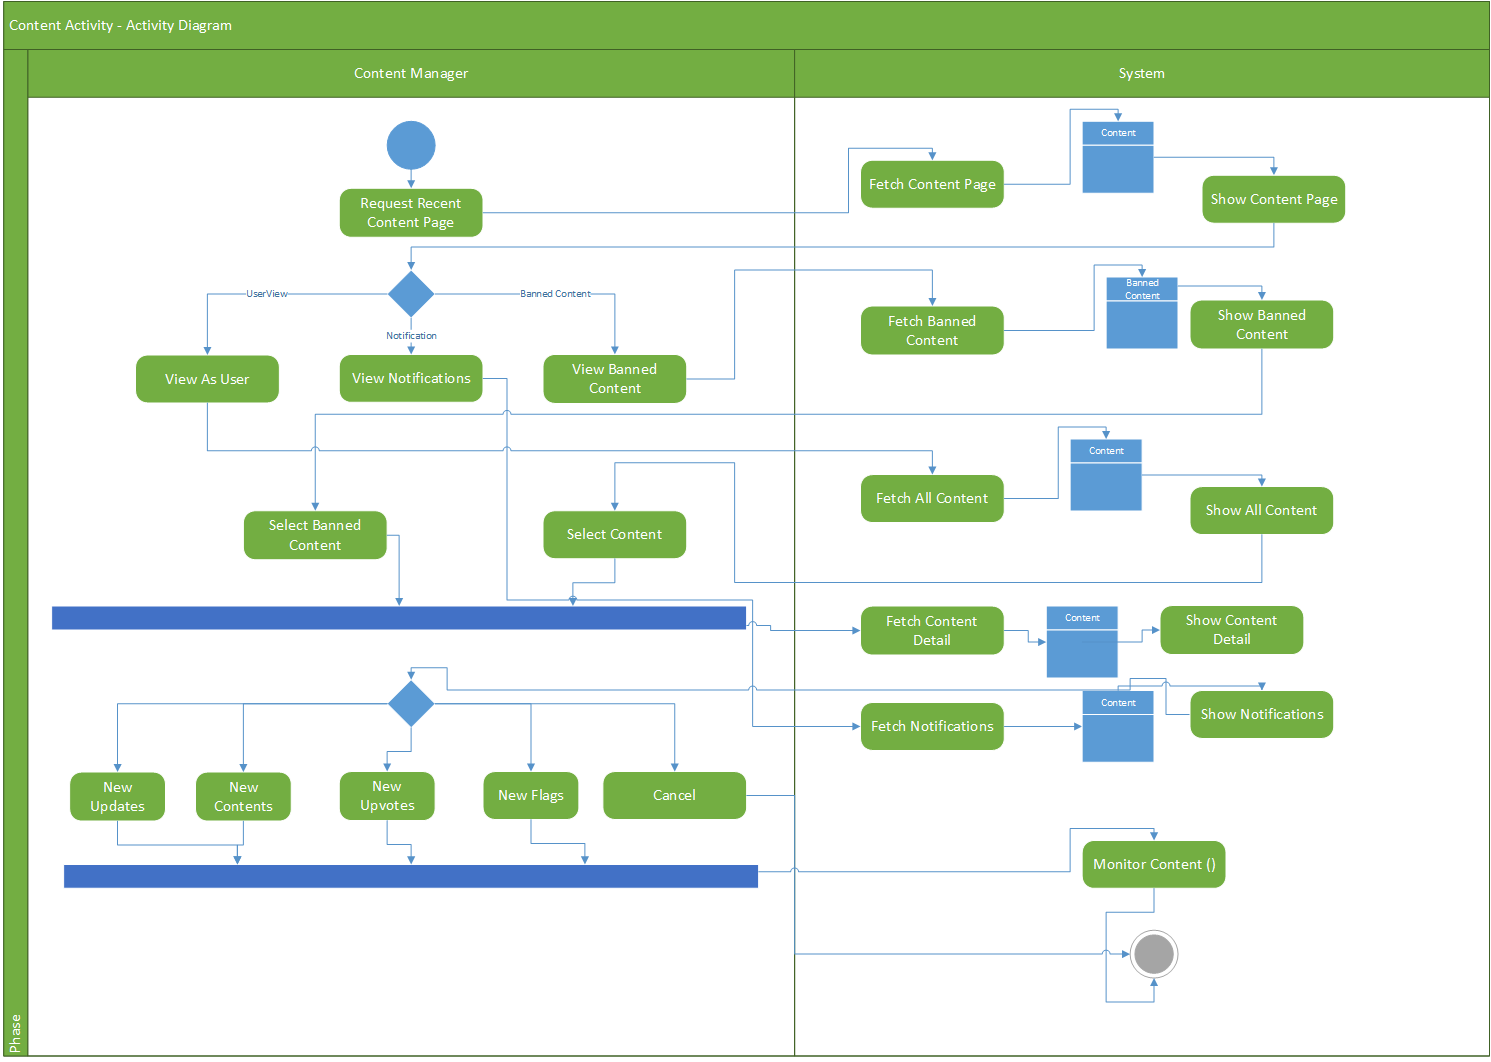 Content Activity - Activity Diagram
Content Manager
System
Content
Fetch Content Page
Show Content Page
Request Recent
Content Page
UserView
Banned Content
Notification
Banned
Content
Fetch Banned
Content
Show Banned
Content
View As User
View Notifications
View Banned
Content
Content
Fetch All Content
Show All Content
Select Banned
Content
Select Content
Fetch Content
Detail
Content
Show Content
Detail
Content
Fetch Notifications
Show Notifications
New
Updates
New
Contents
New
Upvotes
New Flags
Cancel
Monitor Content ()
Phase